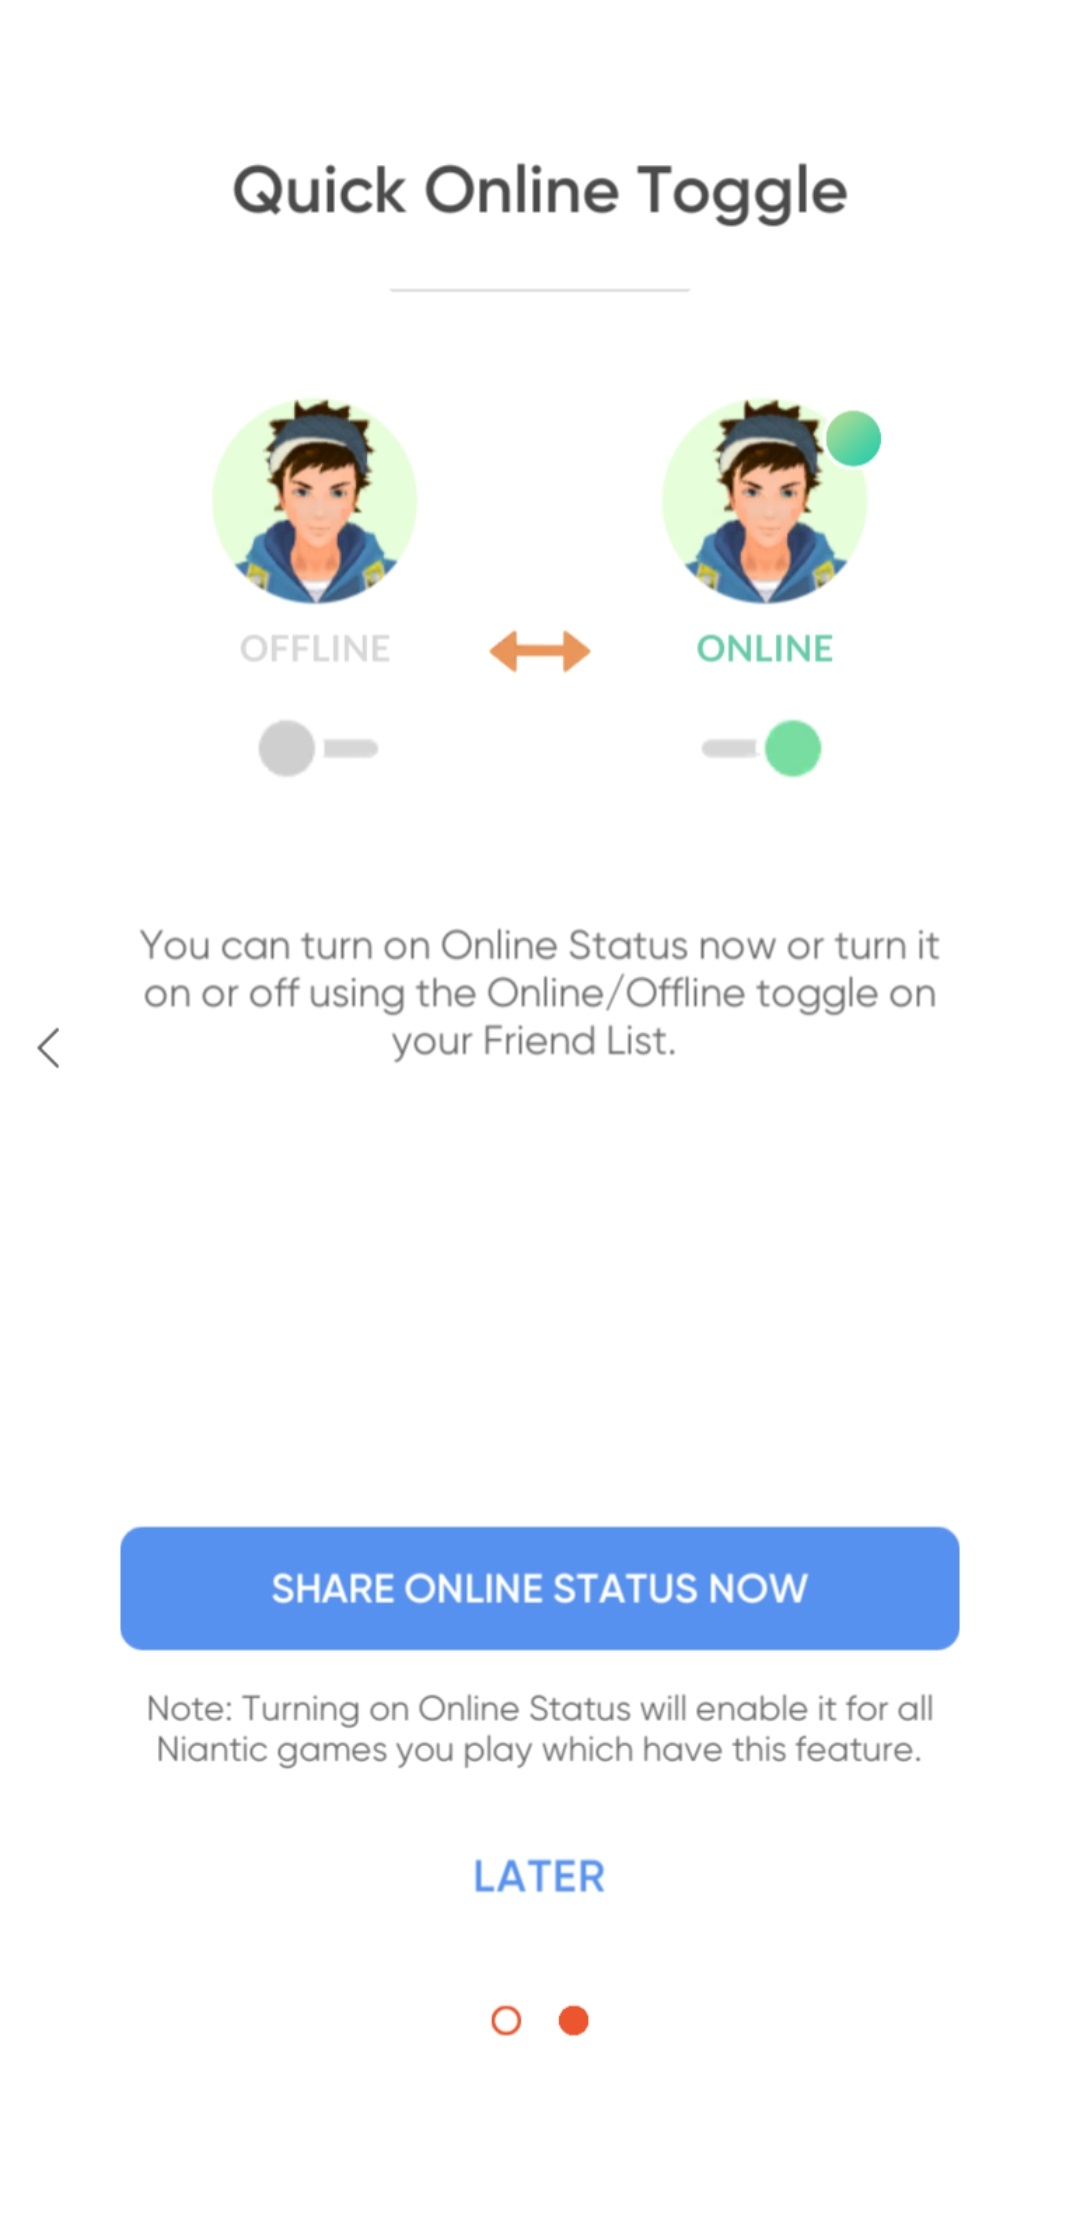 Quick Online Toggle
OFFLINE
ONLINE
You can turn on Online Status now or turn it
on or off using the Online/Offline toggle on
your Friend List.
SHARE ONLINE STATUS NOW
Note: Turning on Online Status will enable it for all
Niantic games you play which have this feature.
LATER